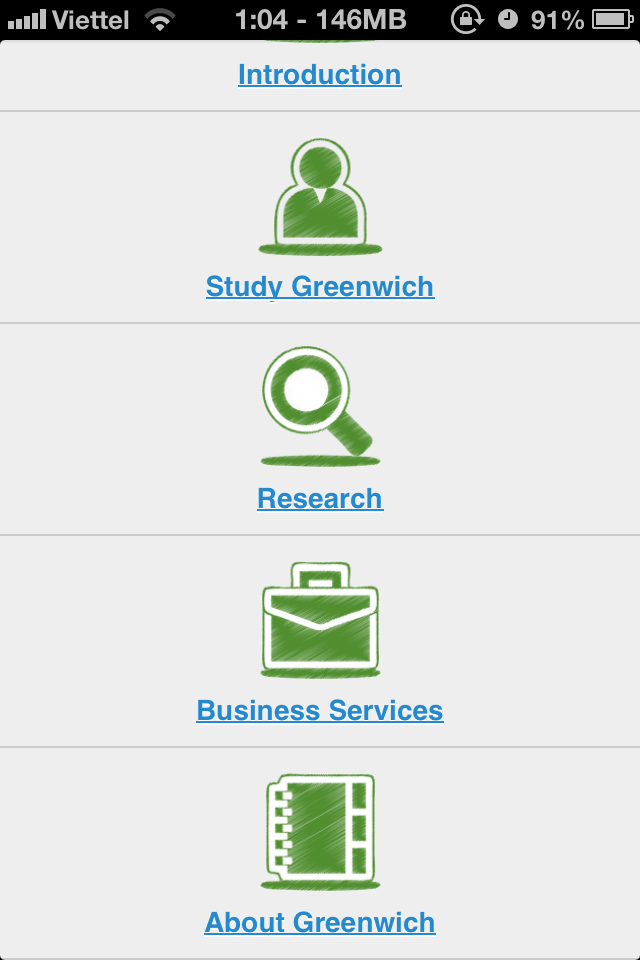 Viettel 1:04 - 146MB 91%
Introduction
Study Greenwich
Research
Business Services
About Greenwich